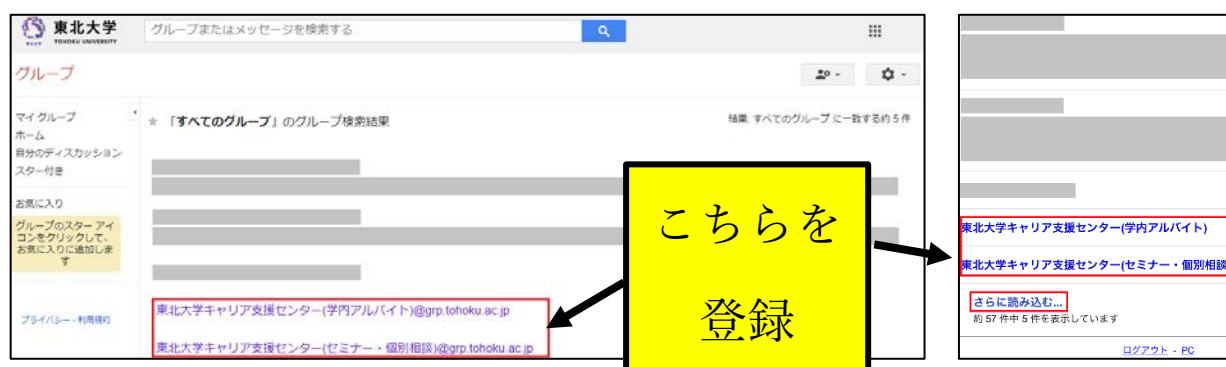 東北大学
TOHOKU UNIVERSITY
グループまたはメッセージを検索する
グループ
マイグループ
ホーム
自分のディスカッション
スター付き
お気に入り
グループのスター アイ
コンをクリックして、
お気に入りに追加しま
す
プライバシー - 利用規約
「すべてのグループ」のグループ検索結果
結果: すべてのグループ に一致する約 5 件
東北大学キャリア支援センター(学内アルバイト)@grp.tohoku.ac.jp
東北大学キャリア支援センター(セミナー・個別相談)@grp.tohoku.ac.jp
こちらを
登録
東北大学キャリア支援センター(学内アルバイト)
東北大学キャリア支援センター(セミナー・個別相談
さらに読み込む...
約 57 件中 5 件を表示しています
ログアウト - PC